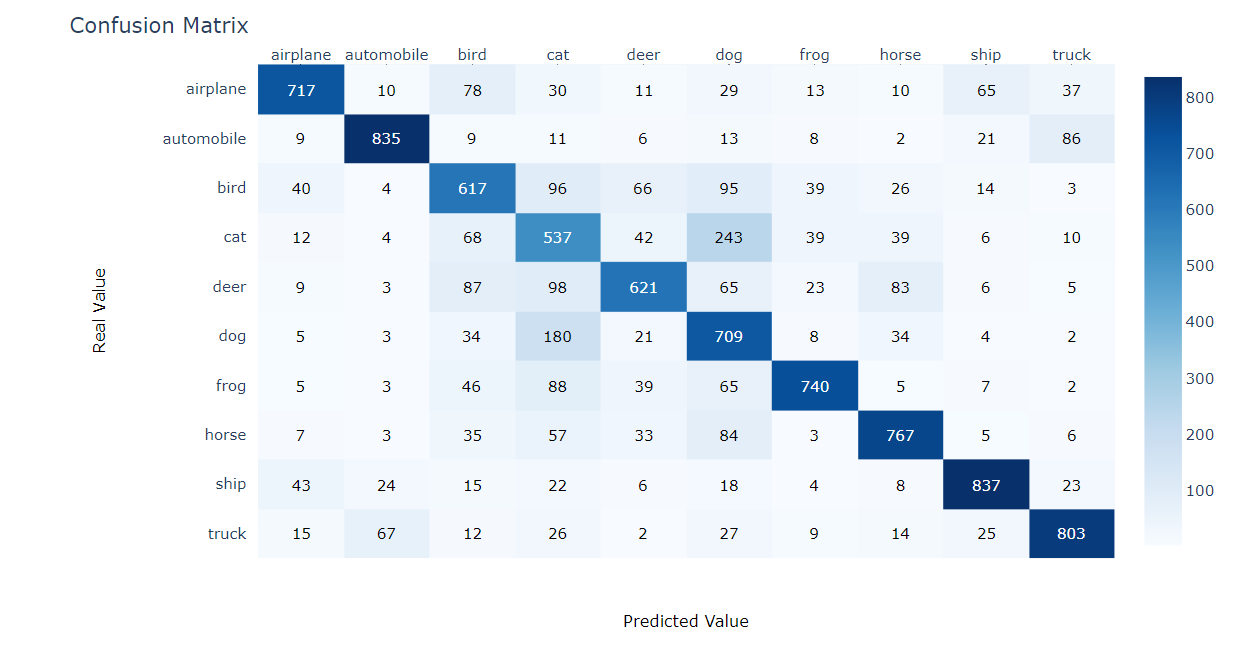 Confusion Matrix
airplane automobile bird cat deer dog frog horse ship truck
airplane 717 10 78 30 11 29 13 10 65 37
automobile 9 835 9 11 6 13 8 2 21 86
bird 40 4 617 96 66 95 39 26 14 3
cat 12 4 68 537 42 243 39 39 6 10
deer 9 3 87 98 621 65 23 83 6 5
dog 5 3 34 180 21 709 8 34 4 2
frog 5 3 46 88 39 65 740 5 7 2
horse 7 3 35 57 33 84 3 767 5 6
ship 43 24 15 22 6 18 4 8 837 23
truck 15 67 12 26 2 27 9 14 25 803
Real Value
Predicted Value
800
700
600
500
400
300
200
100